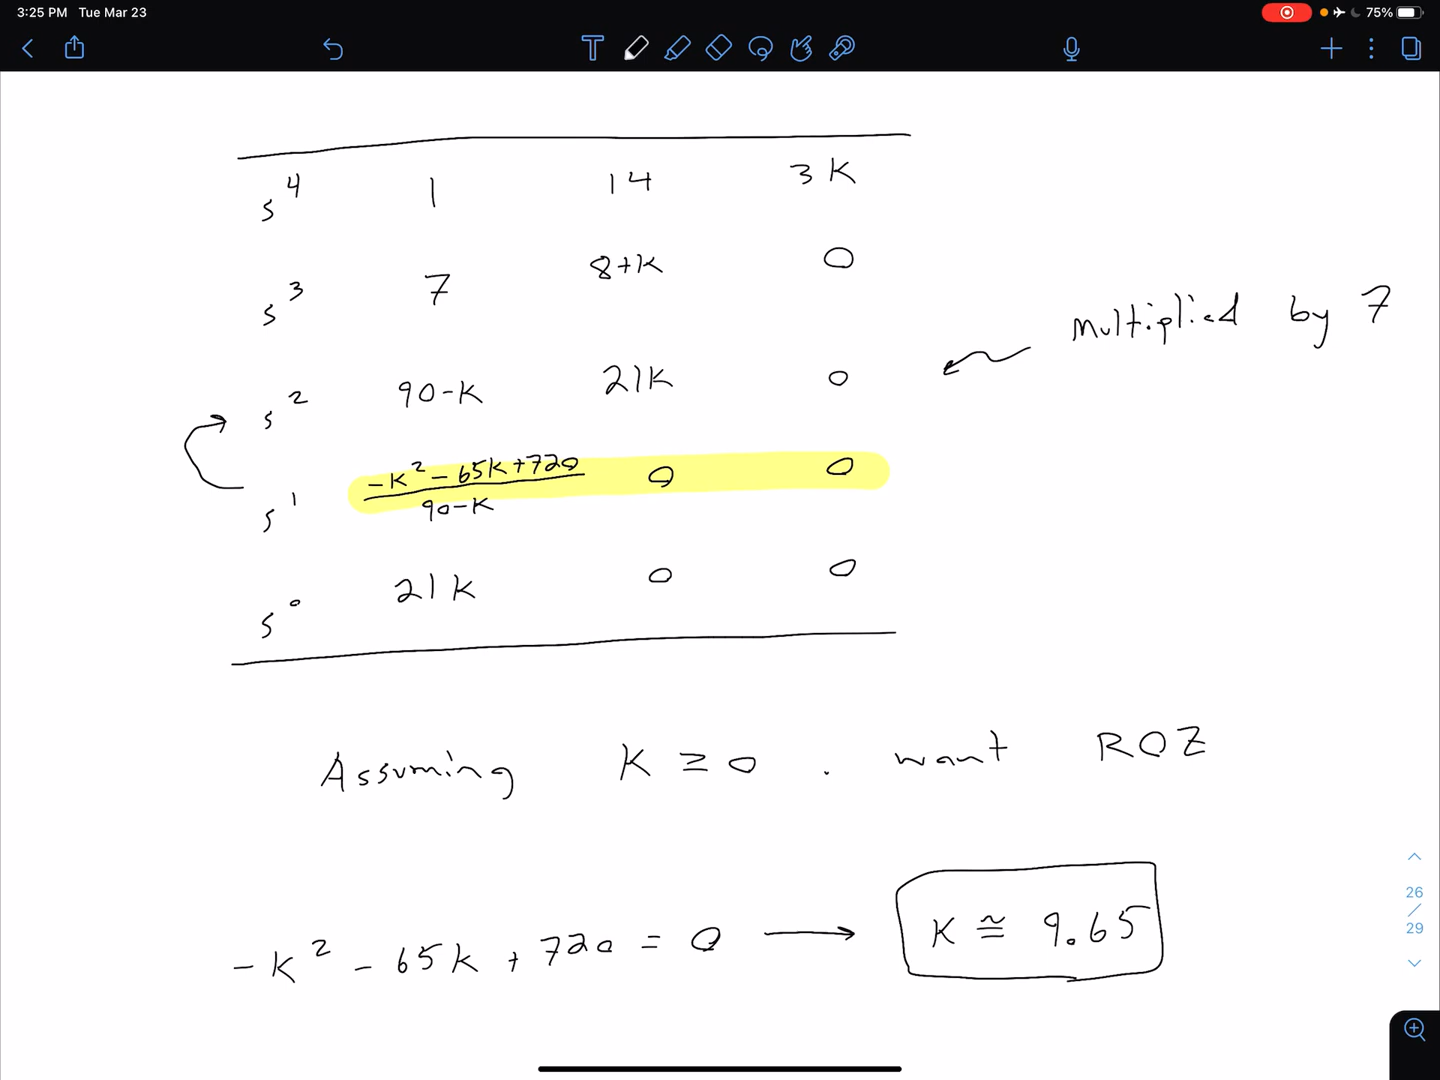 3:25 PM Tue Mar 23 75%
s⁴ 1 14 3K
s³ 7 8+K 0
multiplied by 7
s² 90-K 21K 0
s¹ (-K² - 65K + 720)/(90-K) 0 0
s⁰ 21K 0 0
Assuming K ≥ 0 . want ROZ
26
/
29
-K² - 65K + 720 = 0 → K ≅ 9.65